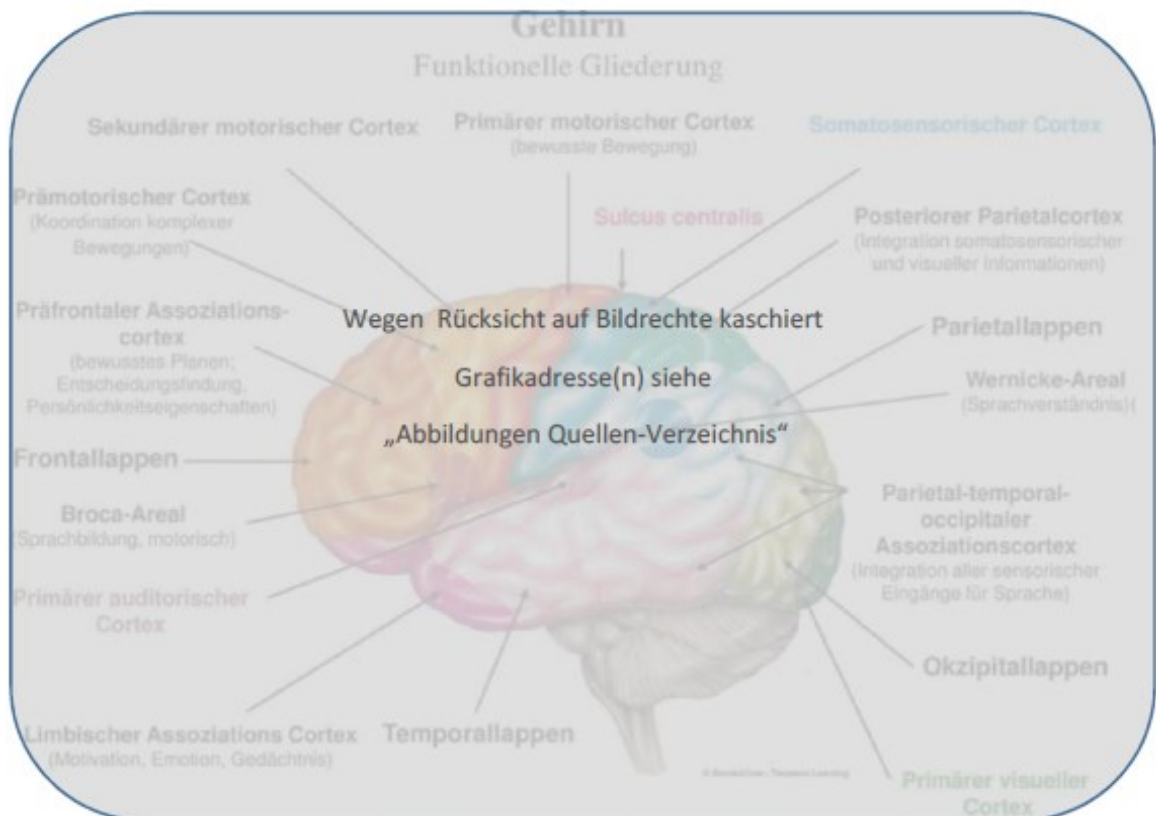 Gehirn
Funktionelle Gliederung
Sekundärer motorischer Cortex
Primärer motorischer Cortex
(bewusste Bewegung)
Somatosensorischer Cortex
Prämotorischer Cortex
(Koordination komplexer
Bewegungen)
Sulcus centralis
Posteriorer Parietalcortex
(Integration somatosensorischer
und visueller Informationen)
Präfrontaler Assoziations-
cortex
(bewusstes Planen;
Entscheidungsfindung,
Persönlichkeitseigenschaften)
Wegen Rücksicht auf Bildrechte kaschiert
Grafikadresse(n) siehe
„Abbildungen Quellen-Verzeichnis“
Parietallappen
Wernicke-Areal
(Sprachverständnis)(
Frontallappen
Broca-Areal
(Sprachbildung, motorisch)
Parietal-temporal-
occipitaler
Assoziationscortex
(Integration aller sensorischer
Eingänge für Sprache)
Primärer auditorischer
Cortex
Okzipitallappen
Limbischer Assoziations Cortex
(Motivation, Emotion, Gedächtnis)
Temporallappen
Primärer visueller
Cortex